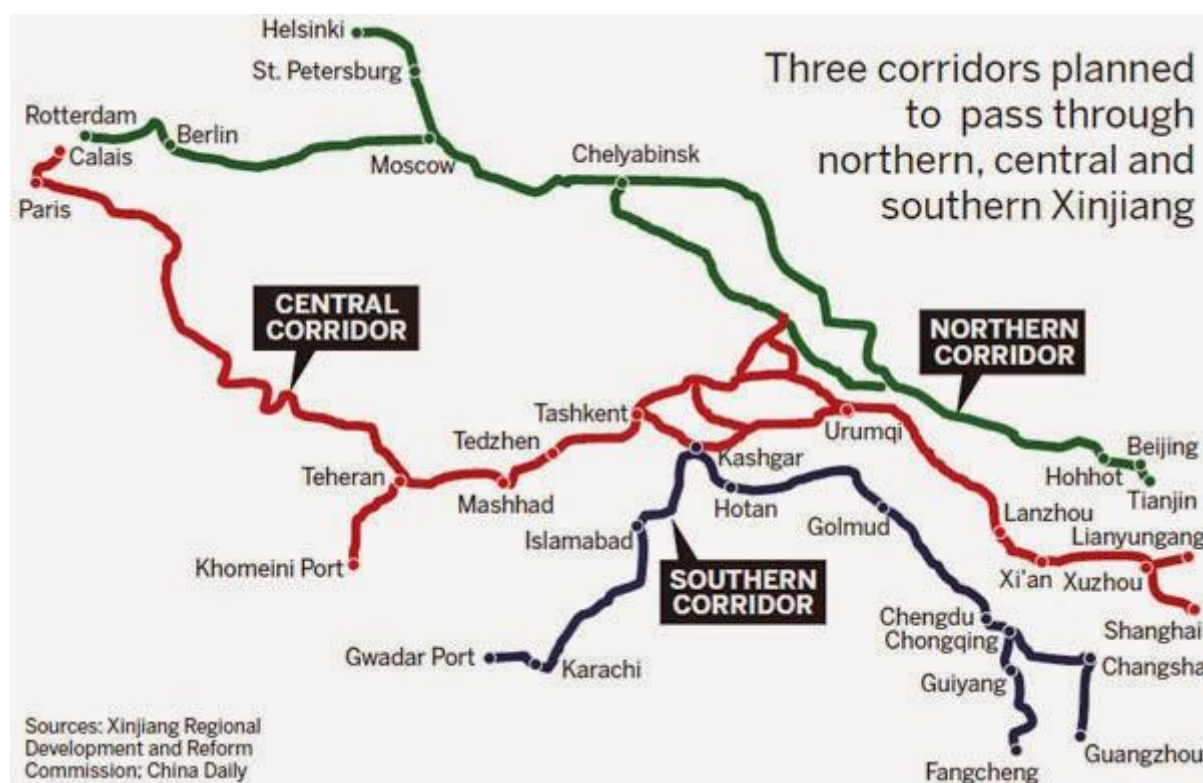 Three corridors planned
to pass through
northern, central and
southern Xinjiang
Helsinki
St. Petersburg
Rotterdam
Calais
Berlin
Paris
Moscow
Chelyabinsk
CENTRAL
CORRIDOR
NORTHERN
CORRIDOR
Tashkent
Tedzhen
Teheran
Mashhad
Khomeini Port
Urumqi
Kashgar
Hotan
Golmud
Islamabad
SOUTHERN
CORRIDOR
Gwadar Port
Karachi
Beijing
Hohhot
Tianjin
Lanzhou
Lianyungang
Xi'an
Xuzhou
Shanghai
Chengdu
Chongqing
Changsha
Guiyang
Guangzhou
Fangcheng
Sources: Xinjiang Regional
Development and Reform
Commission; China Daily